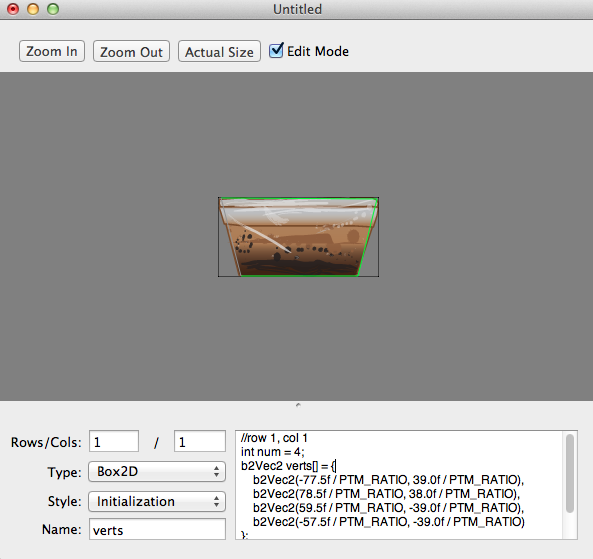 Untitled
Zoom In Zoom Out Actual Size Edit Mode
Rows/Cols: 1 / 1
Type: Box2D
Style: Initialization
Name: verts
//row 1, col 1
int num = 4;
b2Vec2 verts[] = {
b2Vec2(-77.5f / PTM_RATIO, 39.0f / PTM_RATIO),
b2Vec2(78.5f / PTM_RATIO, 38.0f / PTM_RATIO),
b2Vec2(59.5f / PTM_RATIO, -39.0f / PTM_RATIO),
b2Vec2(-57.5f / PTM_RATIO, -39.0f / PTM_RATIO)
};